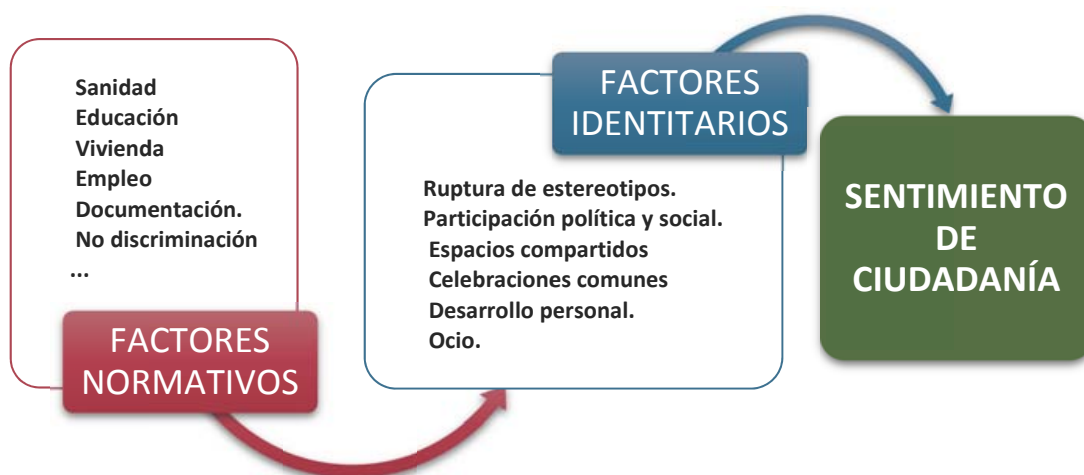 Sanidad
Educación
Vivienda
Empleo
Documentación.
No discriminación
...
FACTORES
NORMATIVOS
FACTORES
IDENTITARIOS
Ruptura de estereotipos.
Participación política y social.
Espacios compartidos
Celebraciones comunes
Desarrollo personal.
Ocio.
SENTIMIENTO
DE
CIUDADANÍA